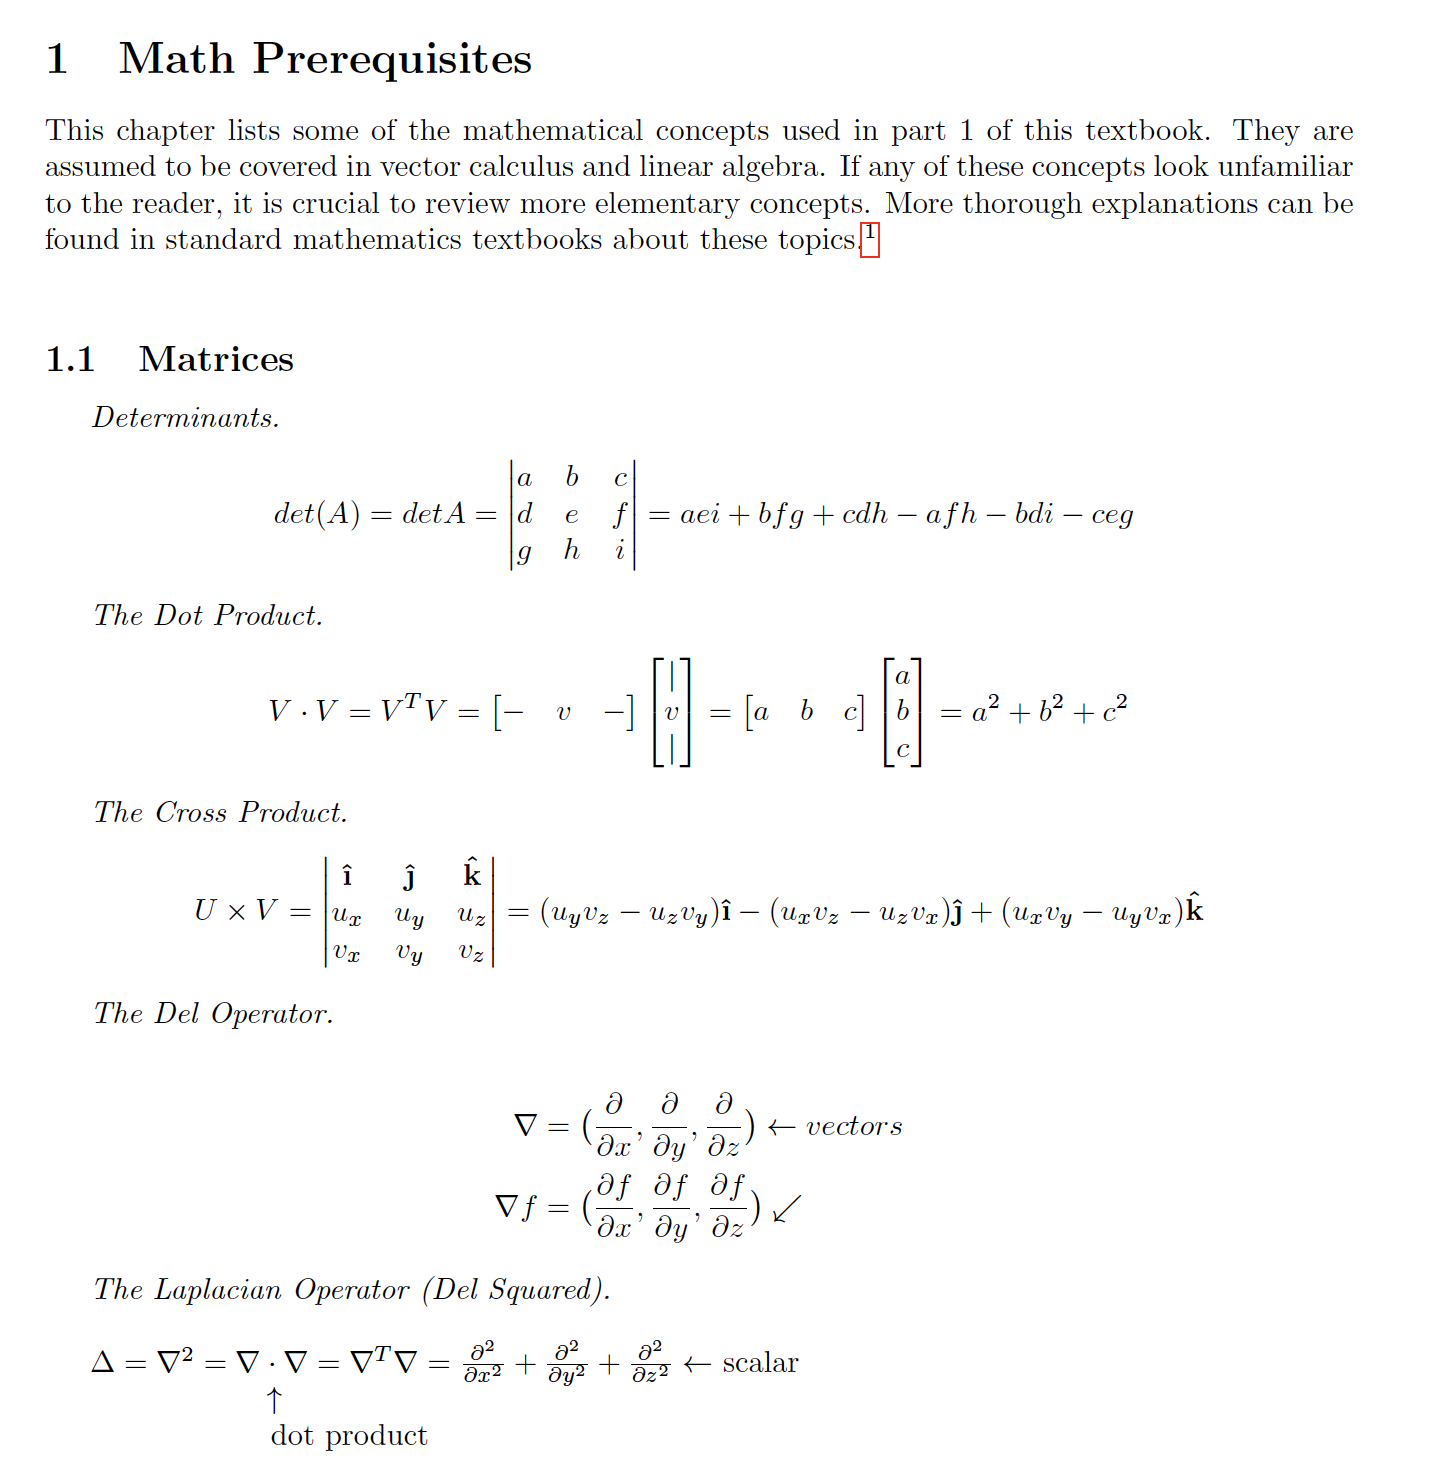 1 Math Prerequisites
This chapter lists some of the mathematical concepts used in part 1 of this textbook. They are
assumed to be covered in vector calculus and linear algebra. If any of these concepts look unfamiliar
to the reader, it is crucial to review more elementary concepts. More thorough explanations can be
found in standard mathematics textbooks about these topics.¹
1.1 Matrices
Determinants.
$det(A) = detA = \begin{vmatrix} a & b & c \\ d & e & f \\ g & h & i \end{vmatrix} = aei + bfg + cdh - afh - bdi - ceg$
The Dot Product.
$V \cdot V = V^T V = \begin{bmatrix} - & v & - \end{bmatrix} \begin{bmatrix} | \\ v \\ | \end{bmatrix} = \begin{bmatrix} a & b & c \end{bmatrix} \begin{bmatrix} a \\ b \\ c \end{bmatrix} = a^2 + b^2 + c^2$
The Cross Product.
$U \times V = \begin{vmatrix} \hat{\mathbf{\imath}} & \hat{\mathbf{\jmath}} & \hat{\mathbf{k}} \\ u_x & u_y & u_z \\ v_x & v_y & v_z \end{vmatrix} = (u_y v_z - u_z v_y)\hat{\mathbf{\imath}} - (u_x v_z - u_z v_x)\hat{\mathbf{\jmath}} + (u_x v_y - u_y v_x)\hat{\mathbf{k}}$
The Del Operator.
$\nabla = (\frac{\partial}{\partial x}, \frac{\partial}{\partial y}, \frac{\partial}{\partial z}) \leftarrow vectors$
$\nabla f = (\frac{\partial f}{\partial x}, \frac{\partial f}{\partial y}, \frac{\partial f}{\partial z}) \swarrow$
The Laplacian Operator (Del Squared).
$\Delta = \nabla^2 = \nabla \cdot \nabla = \nabla^T \nabla = \frac{\partial^2}{\partial x^2} + \frac{\partial^2}{\partial y^2} + \frac{\partial^2}{\partial z^2} \leftarrow$ scalar
↑
dot product